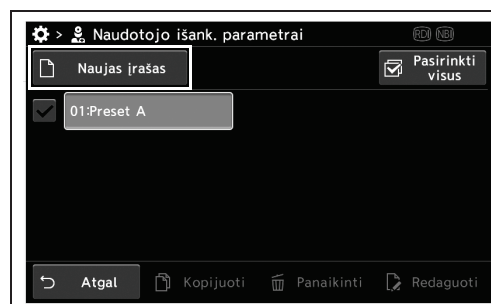 > Naudotojo išank. parametrai RDI NBI
Naujas įrašas
Pasirinkti
visus
01:Preset A
Atgal Kopijuoti Panaikinti Redaguoti